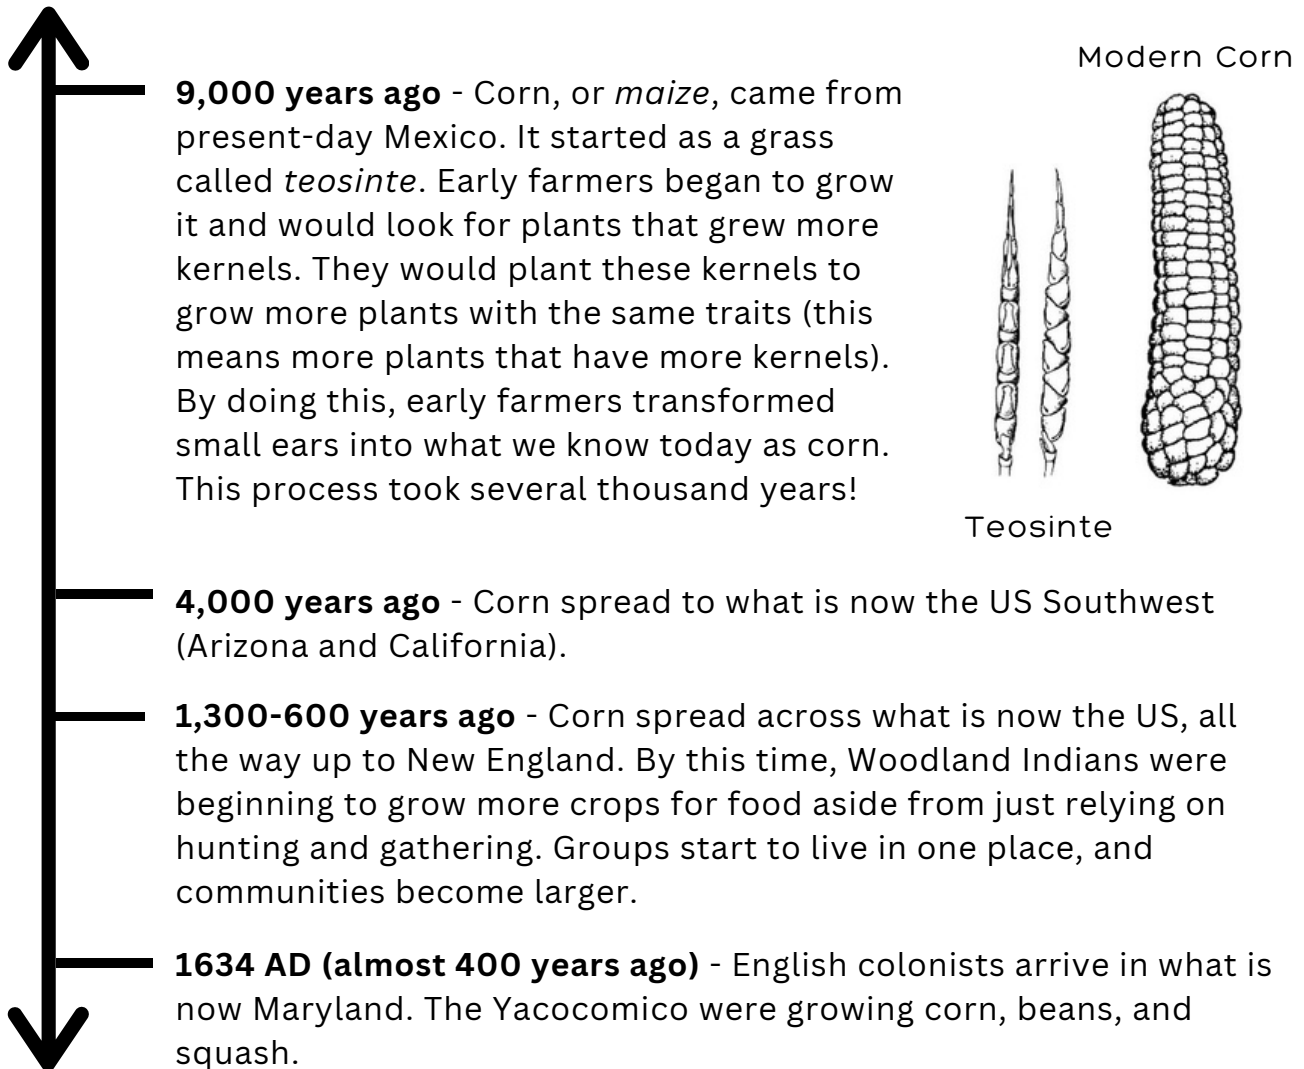 Modern Corn
9,000 years ago - Corn, or maize, came from
present-day Mexico. It started as a grass
called teosinte. Early farmers began to grow
it and would look for plants that grew more
kernels. They would plant these kernels to
grow more plants with the same traits (this
means more plants that have more kernels).
By doing this, early farmers transformed
small ears into what we know today as corn.
This process took several thousand years!
Teosinte
4,000 years ago - Corn spread to what is now the US Southwest
(Arizona and California).
1,300-600 years ago - Corn spread across what is now the US, all
the way up to New England. By this time, Woodland Indians were
beginning to grow more crops for food aside from just relying on
hunting and gathering. Groups start to live in one place, and
communities become larger.
1634 AD (almost 400 years ago) - English colonists arrive in what is
now Maryland. The Yacocomico were growing corn, beans, and
squash.